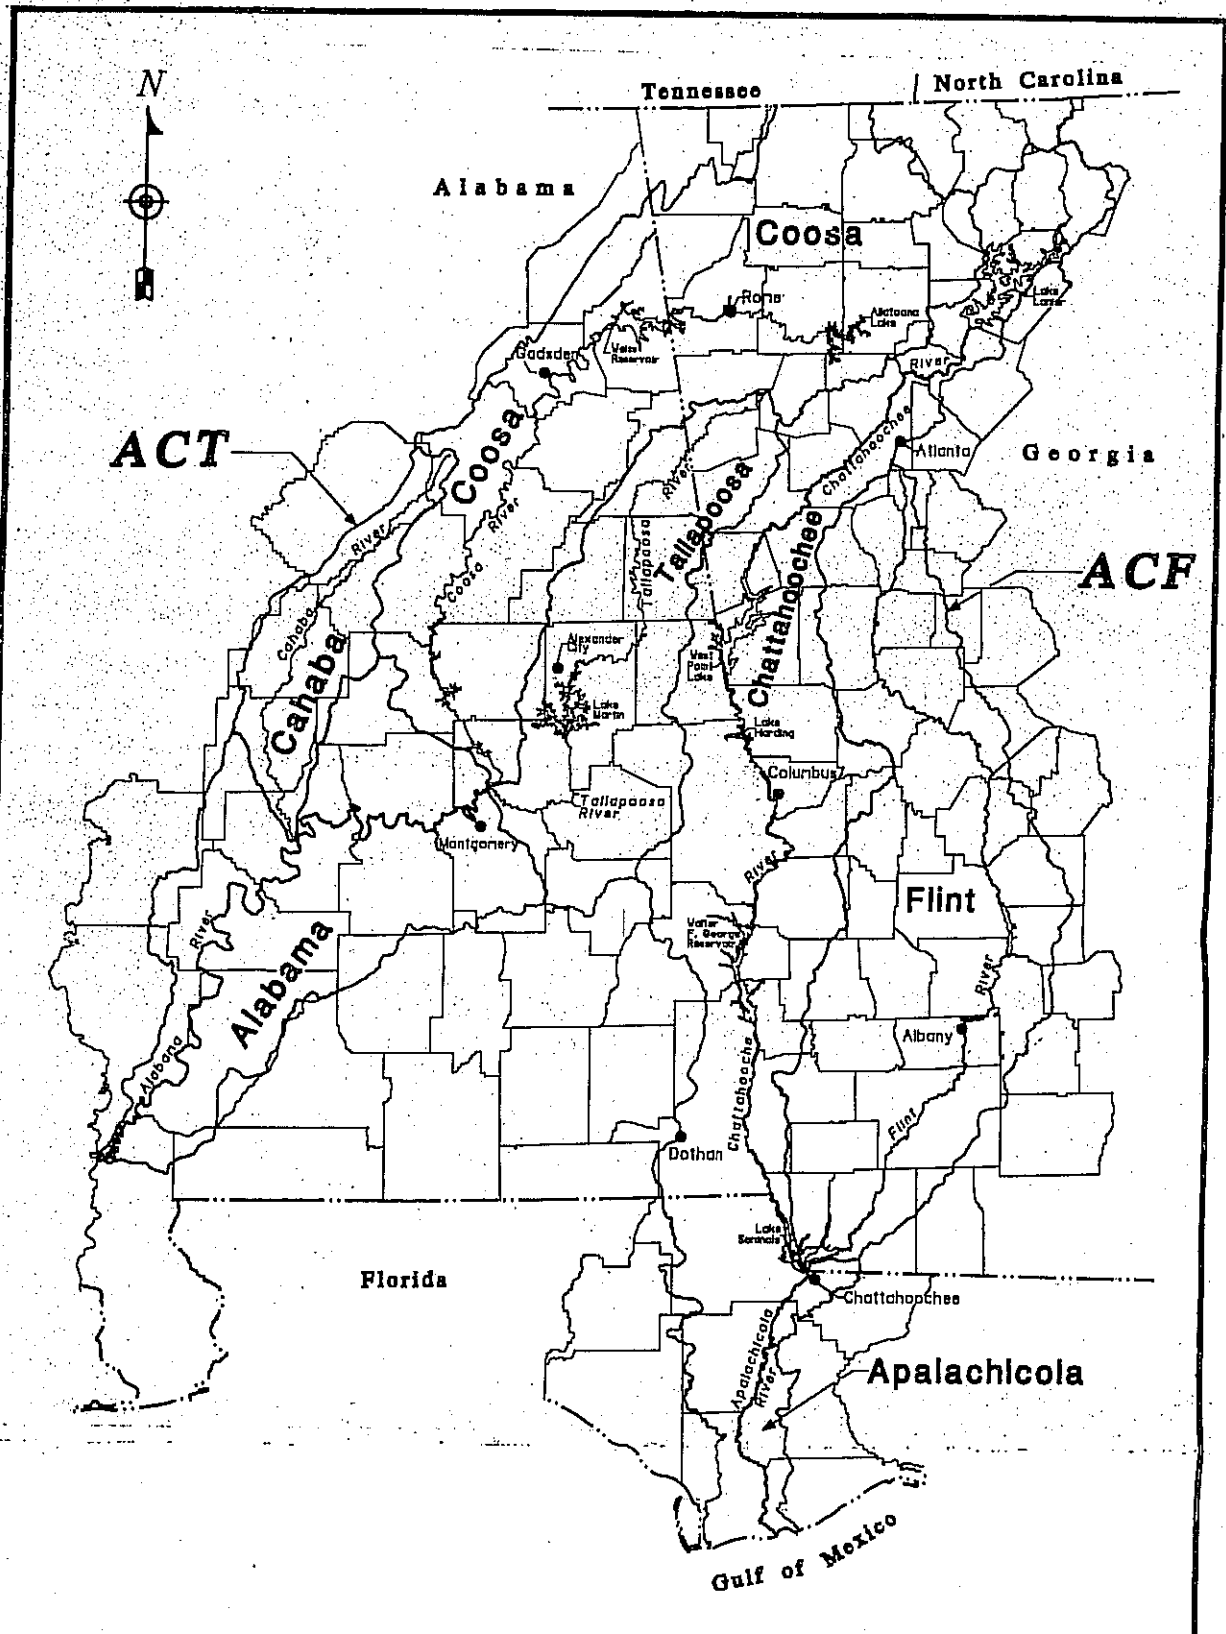 N
Tennessee
North Carolina
Alabama
Coosa
Rome
Lake
Lanier
Allatoona
Lake
Weiss
Reservoir
Gadsden
River
ACT
Coosa
Chattahoochee
Atlanta
Georgia
River
River
River
Tallapoosa
Tallapoosa
Chattahoochee
ACF
Coosa
Cahaba
Cahaba
Alexander
City
West
Point
Lake
Lake
Martin
Lake
Harding
Columbus
Tallapoosa
River
Montgomery
River
Flint
Walter
F. George
Reservoir
River
Alabama
River
Albany
Alabama
Chattahoochee
Flint
Dothan
Lake
Seminole
Florida
Chattahoochee
Apalachicola
River
Apalachicola
Gulf of Mexico